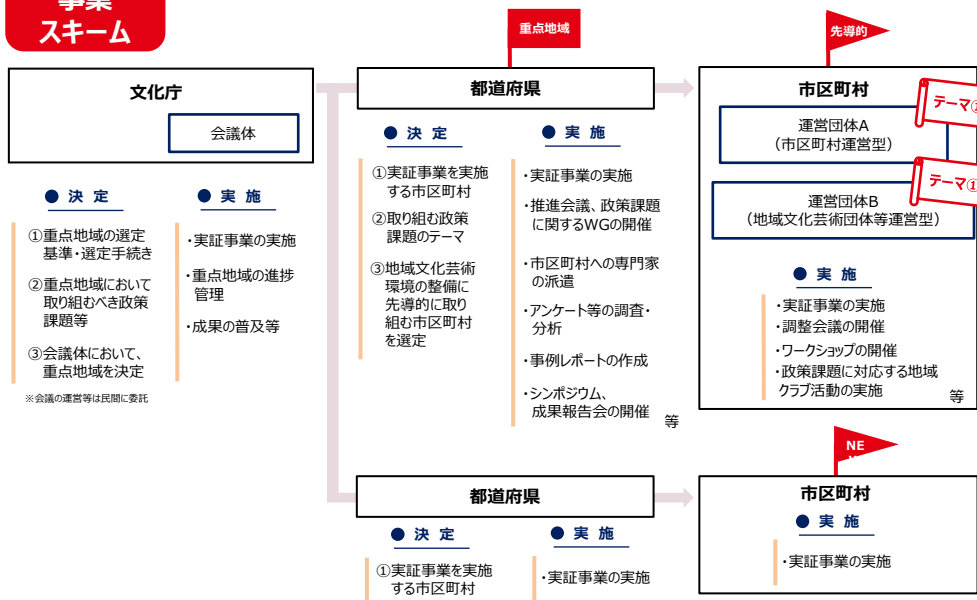 事業
スキーム
文化庁
会議体
● 決 定
①重点地域の選定
基準・選定手続き
②重点地域において
取り組むべき政策
課題等
③会議体において、
重点地域を決定
※会議の運営等は民間に委託
● 実 施
・実証事業の実施
・重点地域の進捗
管理
・成果の普及等
重点地域
都道府県
● 決 定
①実証事業を実施
する市区町村
②取り組む政策
課題のテーマ
③地域文化芸術
環境の整備に
先導的に取り
組む市区町村
を選定
● 実 施
・実証事業の実施
・推進会議、政策課題
に関するWGの開催
・市区町村への専門家
の派遣
・アンケート等の調査・
分析
・事例レポートの作成
・シンポジウム、
成果報告会の開催
等
先導的
市区町村
テーマ①
運営団体A
（市区町村運営型）
テーマ①
運営団体B
（地域文化芸術団体等運営型）
● 実 施
・実証事業の実施
・調整会議の開催
・ワークショップの開催
・政策課題に対応する地域
クラブ活動の実施
等
都道府県
● 決 定
①実証事業を実施
する市区町村
● 実 施
・実証事業の実施
NE
市区町村
● 実 施
・実証事業の実施